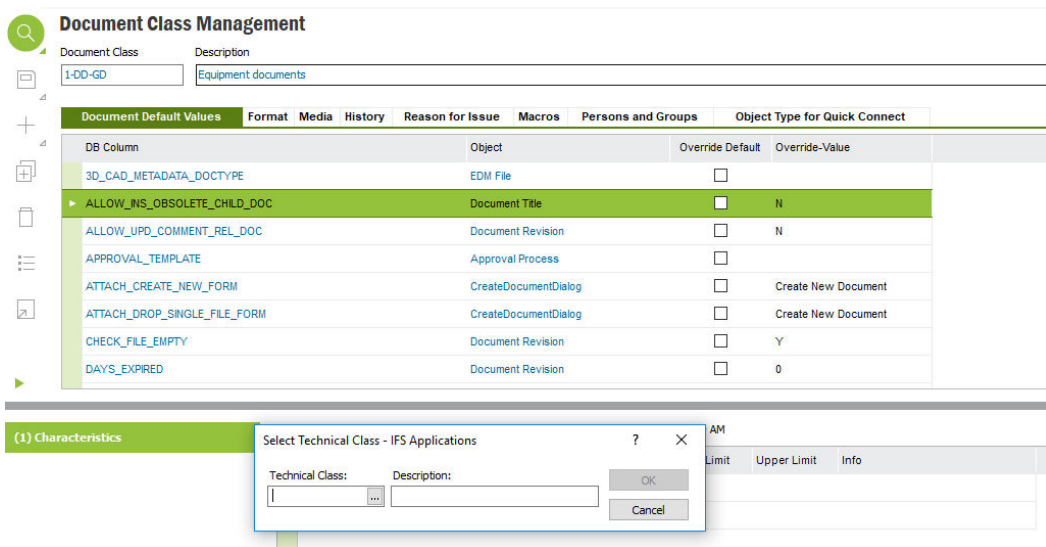 Document Class Management
Document Class Description
1-DD-GD Equipment documents
Document Default Values Format Media History Reason for Issue Macros Persons and Groups Object Type for Quick Connect
DB Column Object Override Default Override-Value
3D_CAD_METADATA_DOCTYPE EDM File
ALLOW_INS_OBSOLETE_CHILD_DOC Document Title N
ALLOW_UPD_COMMENT_REL_DOC Document Revision N
APPROVAL_TEMPLATE Approval Process
ATTACH_CREATE_NEW_FORM CreateDocumentDialog Create New Document
ATTACH_DROP_SINGLE_FILE_FORM CreateDocumentDialog Create New Document
CHECK_FILE_EMPTY Document Revision Y
DAYS_EXPIRED Document Revision 0
(1) Characteristics
AM
Limit Upper Limit Info
Select Technical Class - IFS Applications ?
Technical Class: Description:
...
OK
Cancel